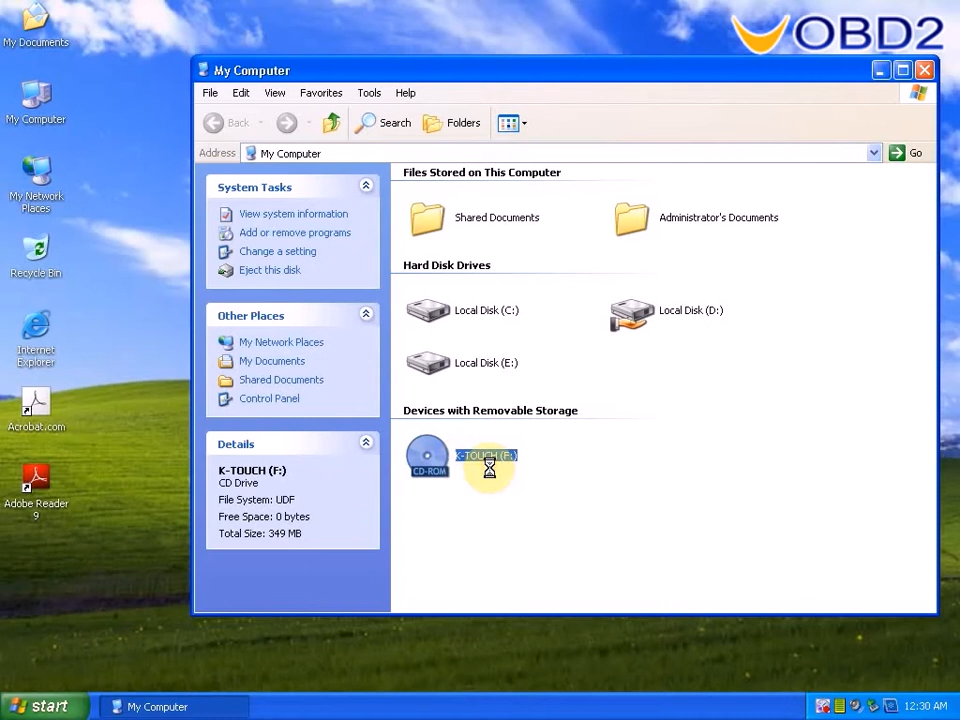 My Documents
My Computer
My Network
Places
Recycle Bin
Internet
Explorer
Acrobat.com
Adobe Reader
9
OBD2
My Computer
File Edit View Favorites Tools Help
Back Search Folders
Address My Computer Go
System Tasks
View system information
Add or remove programs
Change a setting
Eject this disk
Other Places
My Network Places
My Documents
Shared Documents
Control Panel
Details
K-TOUCH (F:)
CD Drive
File System: UDF
Free Space: 0 bytes
Total Size: 349 MB
Files Stored on This Computer
Shared Documents
Administrator's Documents
Hard Disk Drives
Local Disk (C:)
Local Disk (D:)
Local Disk (E:)
Devices with Removable Storage
CD-ROM
K-TOUCH (F:)
start
My Computer
12:30 AM